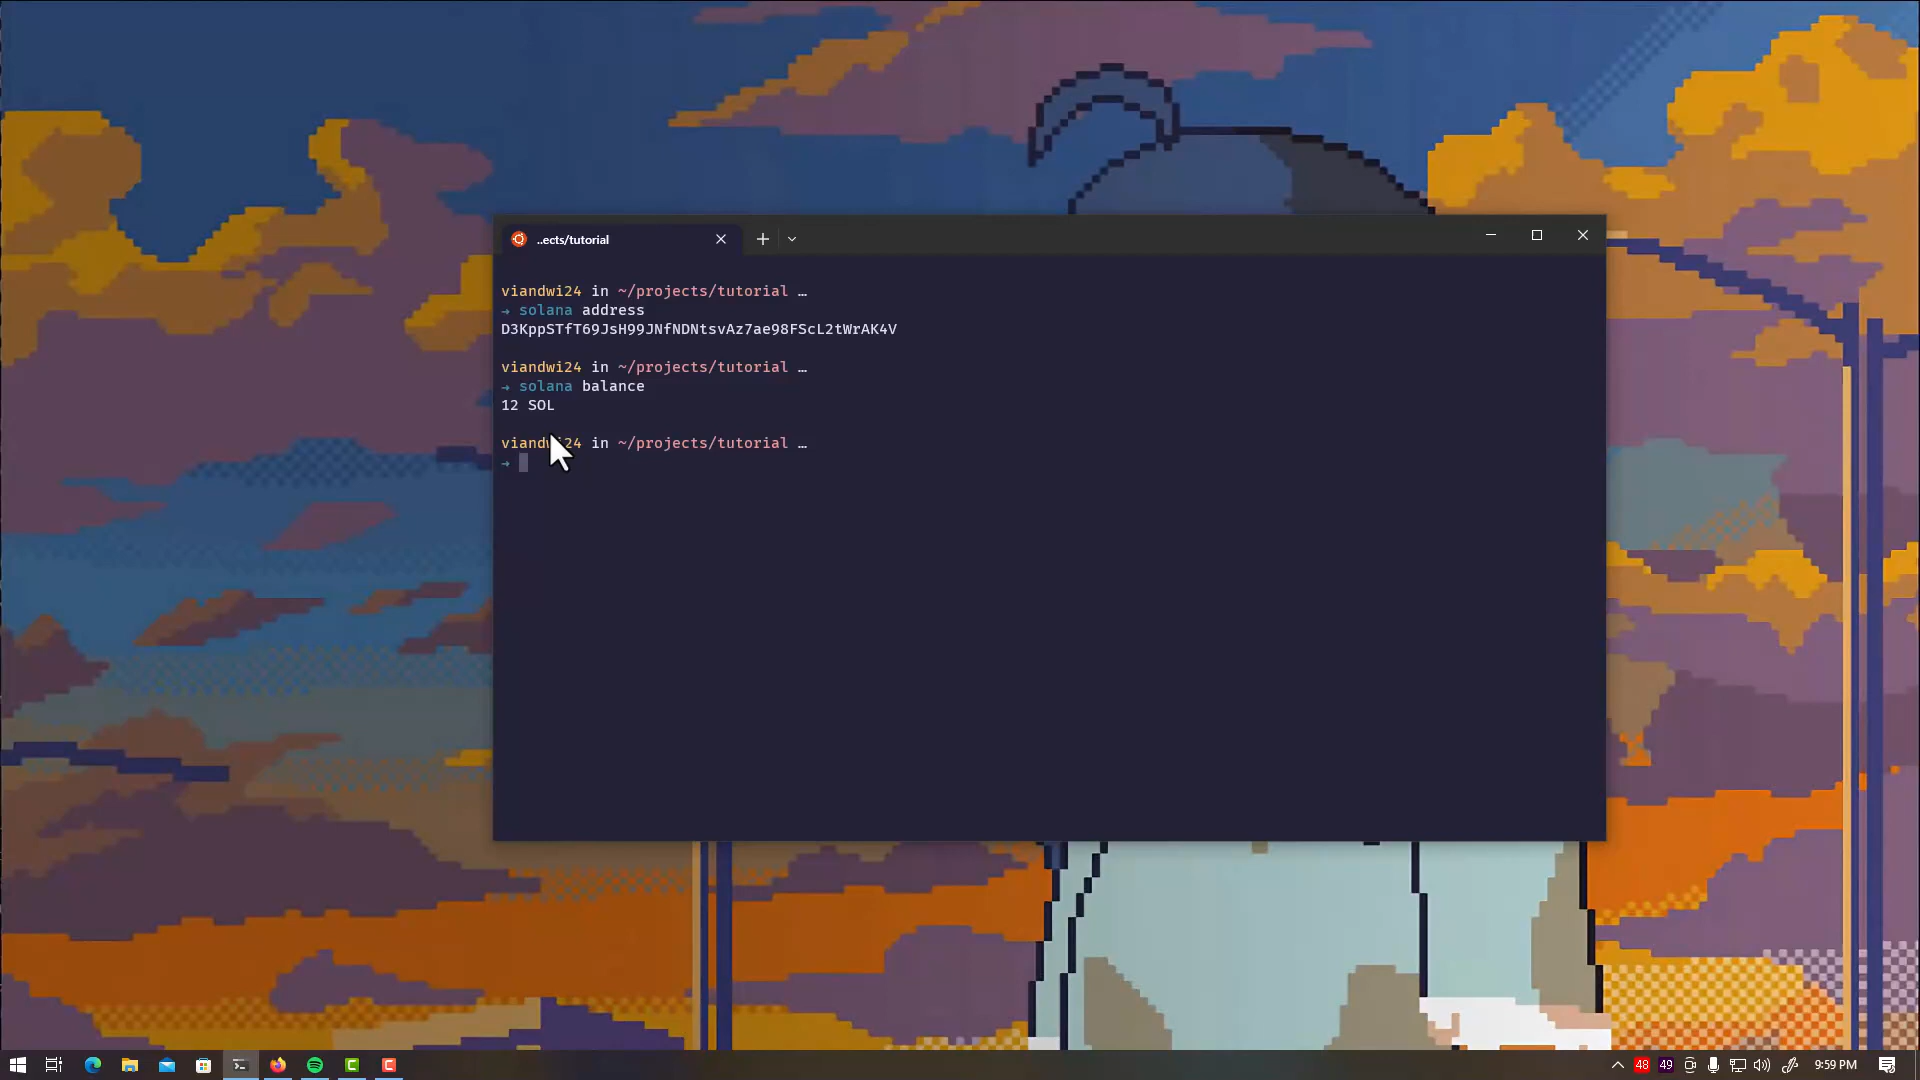 ..ects/tutorial
viandwi24 in ~/projects/tutorial …
→ solana address
D3KppSTfT69JsH99JNfNDNtsvAz7ae98FScL2tWrAK4V
viandwi24 in ~/projects/tutorial …
→ solana balance
12 SOL
viandwi24 in ~/projects/tutorial …
→
48 49 9:59 PM